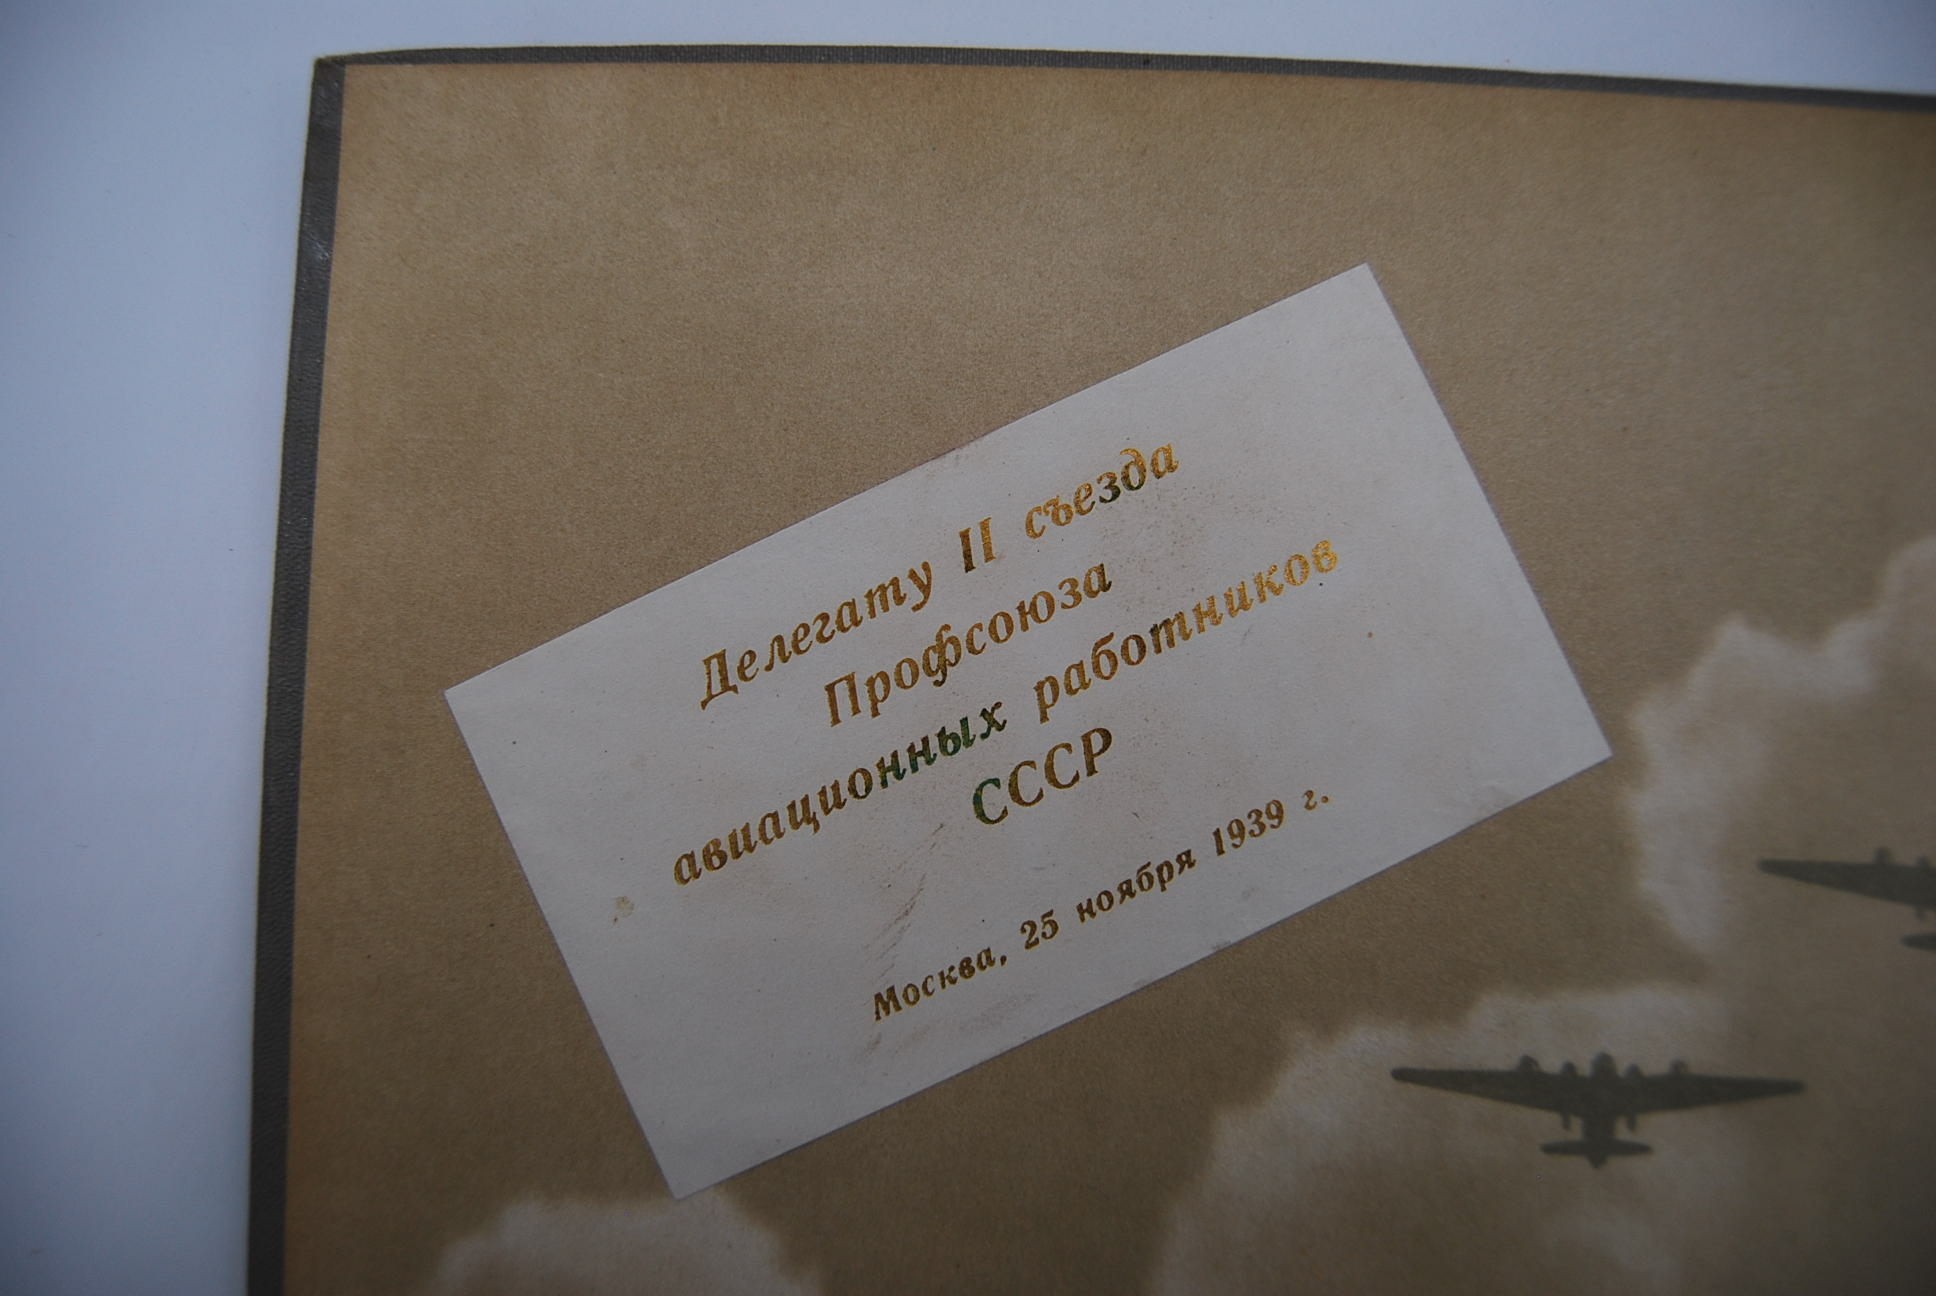 Делегату II съезда
Профсоюза
авиационных работников
СССР
Москва, 25 ноября 1939 г.